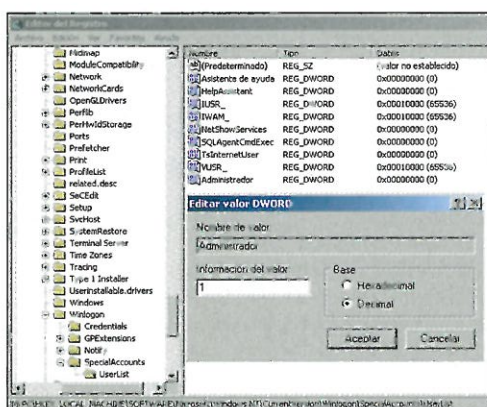 Editor del Registro
Archivo Edición Ver Favoritos Ayuda
Midimap
ModuleCompatibility
Network
NetworkCards
OpenGLDrivers
Perflib
PerHwIdStorage
Ports
Prefetcher
Print
ProfileList
related.desc
SeCEdit
Setup
SvcHost
SystemRestore
Terminal Server
Time Zones
Tracing
Type 1 Installer
Userinstallable.drivers
Windows
Winlogon
Credentials
GPExtensions
Notify
SpecialAccounts
UserList
Nombre Tipo Datos
(Predeterminado) REG_SZ (valor no establecido)
Asistente de ayuda REG_DWORD 0x00000000 (0)
HelpAssistant REG_DWORD 0x00000000 (0)
IUSR_ REG_DWORD 0x00010000 (65536)
IWAM_ REG_DWORD 0x00010000 (65536)
NetShowServices REG_DWORD 0x00000000 (0)
SQLAgentCmdExec REG_DWORD 0x00000000 (0)
TsInternetUser REG_DWORD 0x00000000 (0)
VUSR_ REG_DWORD 0x00010000 (65536)
Administrador REG_DWORD 0x00000000 (0)
Editar valor DWORD
Nombre de valor
Administrador
Información del valor
1
Base
Hexadecimal
Decimal
Aceptar Cancelar